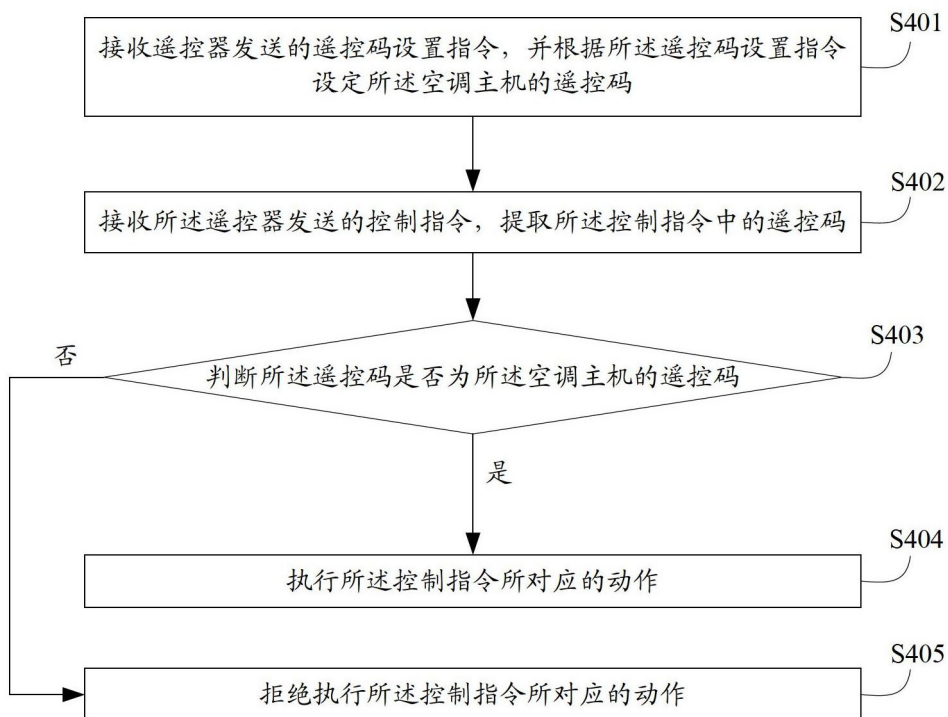 S401
接收遥控器发送的遥控码设置指令，并根据所述遥控码设置指令
设定所述空调主机的遥控码
S402
接收所述遥控器发送的控制指令，提取所述控制指令中的遥控码
S403
否
判断所述遥控码是否为所述空调主机的遥控码
是
S404
执行所述控制指令所对应的动作
S405
拒绝执行所述控制指令所对应的动作